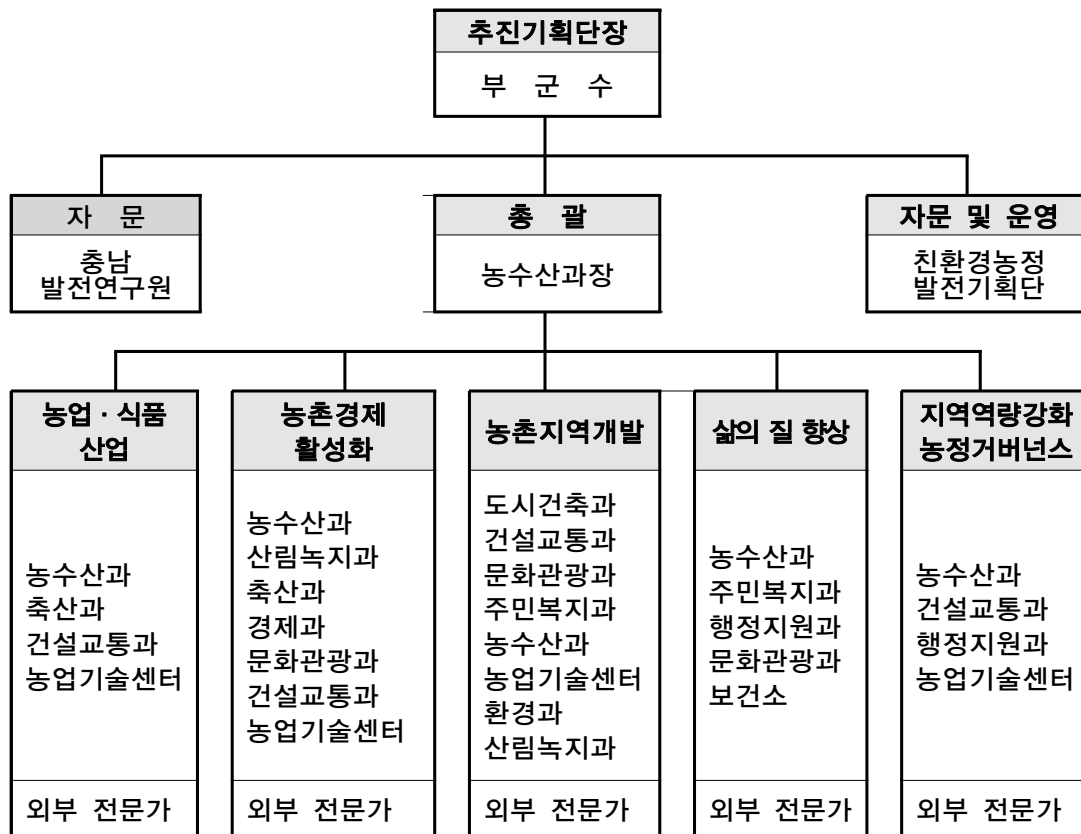 추진기획단장
부 군 수
자 문
충남
발전연구원
총 괄
농수산과장
자문 및 운영
친환경농정
발전기획단
농업 · 식품
산업
농수산과
축산과
건설교통과
농업기술센터
외부 전문가
농촌경제
활성화
농수산과
산림녹지과
축산과
경제과
문화관광과
건설교통과
농업기술센터
외부 전문가
농촌지역개발
도시건축과
건설교통과
문화관광과
주민복지과
농수산과
농업기술센터
환경과
산림녹지과
외부 전문가
삶의 질 향상
농수산과
주민복지과
행정지원과
문화관광과
보건소
외부 전문가
지역역량강화
농정거버넌스
농수산과
건설교통과
행정지원과
농업기술센터
외부 전문가